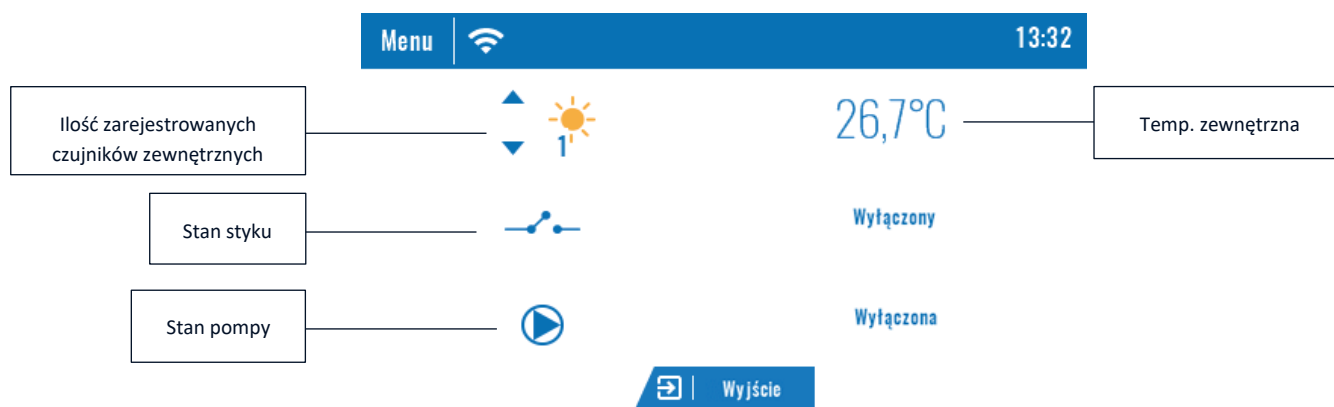 Menu
13:32
Ilość zarejestrowanych
czujników zewnętrznych
1
26,7°C
Temp. zewnętrzna
Stan styku
Wyłączony
Stan pompy
Wyłączona
Wyjście